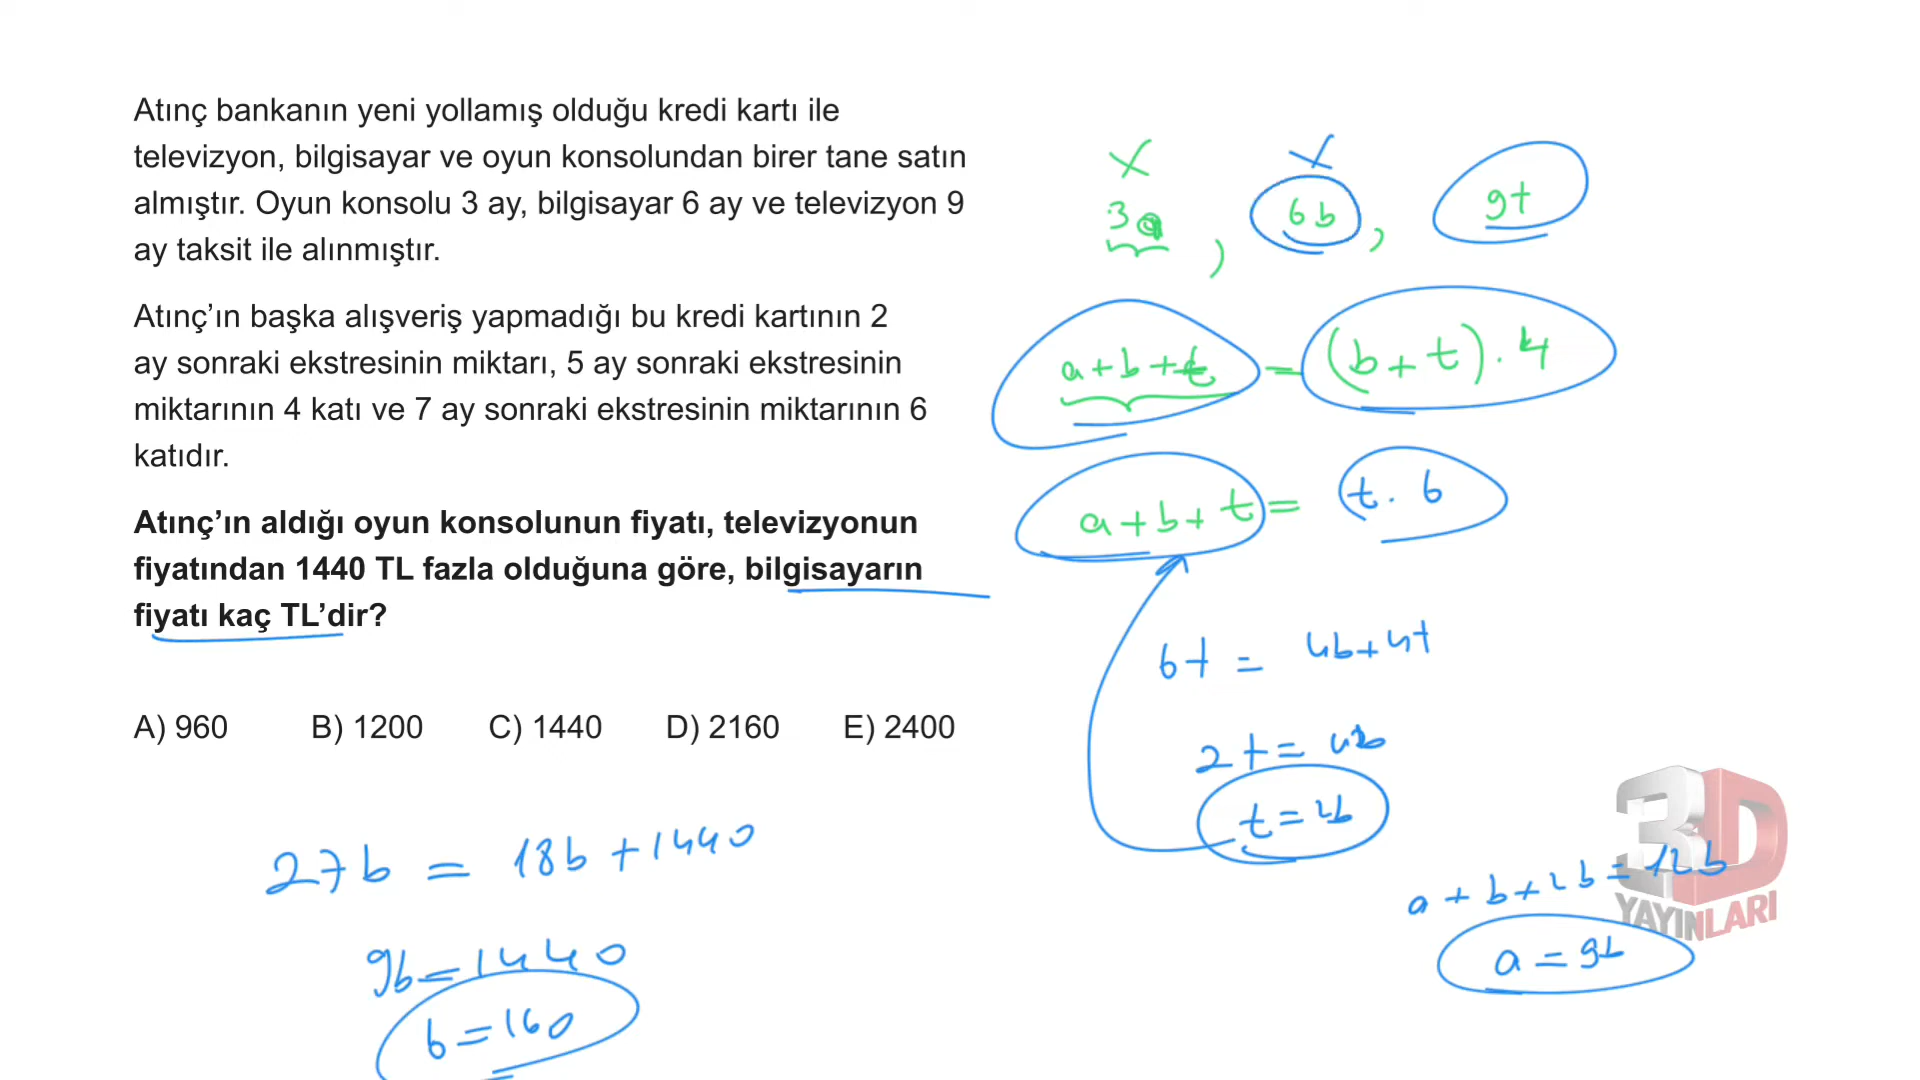 Atınç bankanın yeni yollamış olduğu kredi kartı ile
televizyon, bilgisayar ve oyun konsolundan birer tane satın
almıştır. Oyun konsolu 3 ay, bilgisayar 6 ay ve televizyon 9
ay taksit ile alınmıştır.
Atınç’ın başka alışveriş yapmadığı bu kredi kartının 2
ay sonraki ekstresinin miktarı, 5 ay sonraki ekstresinin
miktarının 4 katı ve 7 ay sonraki ekstresinin miktarının 6
katıdır.
Atınç’ın aldığı oyun konsolunun fiyatı, televizyonun
fiyatından 1440 TL fazla olduğuna göre, bilgisayarın
fiyatı kaç TL’dir?
A) 960 B) 1200 C) 1440 D) 2160 E) 2400
27b = 18b + 1440
9b = 1440
b = 160
x x
3a, 6b, 9t
a + b + t = (b + t) . 4
a + b + t = t . 6
6t = 4b + 4t
2t = 4b
t = 2b
a + b + 2b = 12b
a = 9b
3D
YAYINLARI